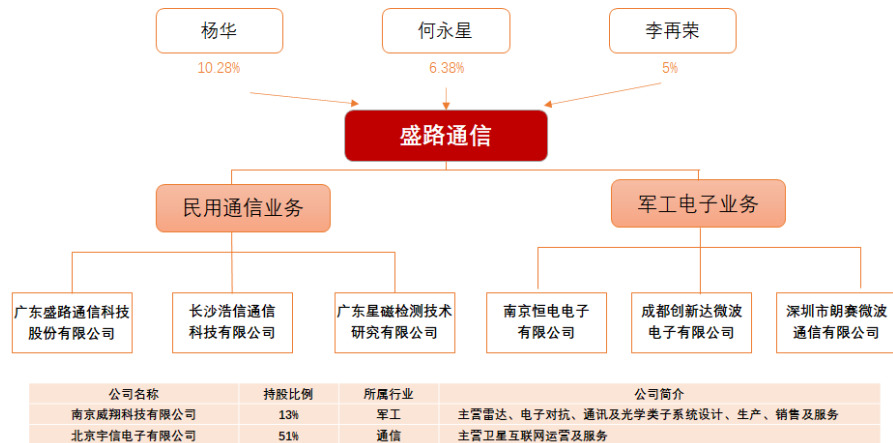 杨华
何永星
李再荣
10.28%
6.38%
5%
盛路通信
民用通信业务
军工电子业务
广东盛路通信科技
股份有限公司
长沙浩信通信
科技有限公司
广东星磁检测技术
研究有限公司
南京恒电电子
有限公司
成都创新达微波
电子有限公司
深圳市朗赛微波
通信有限公司
公司名称 持股比例 所属行业 公司简介
南京威翔科技有限公司 13% 军工 主营雷达、电子对抗、通讯及光学类子系统设计、生产、销售及服务
北京宇信电子有限公司 51% 通信 主营卫星互联网运营及服务